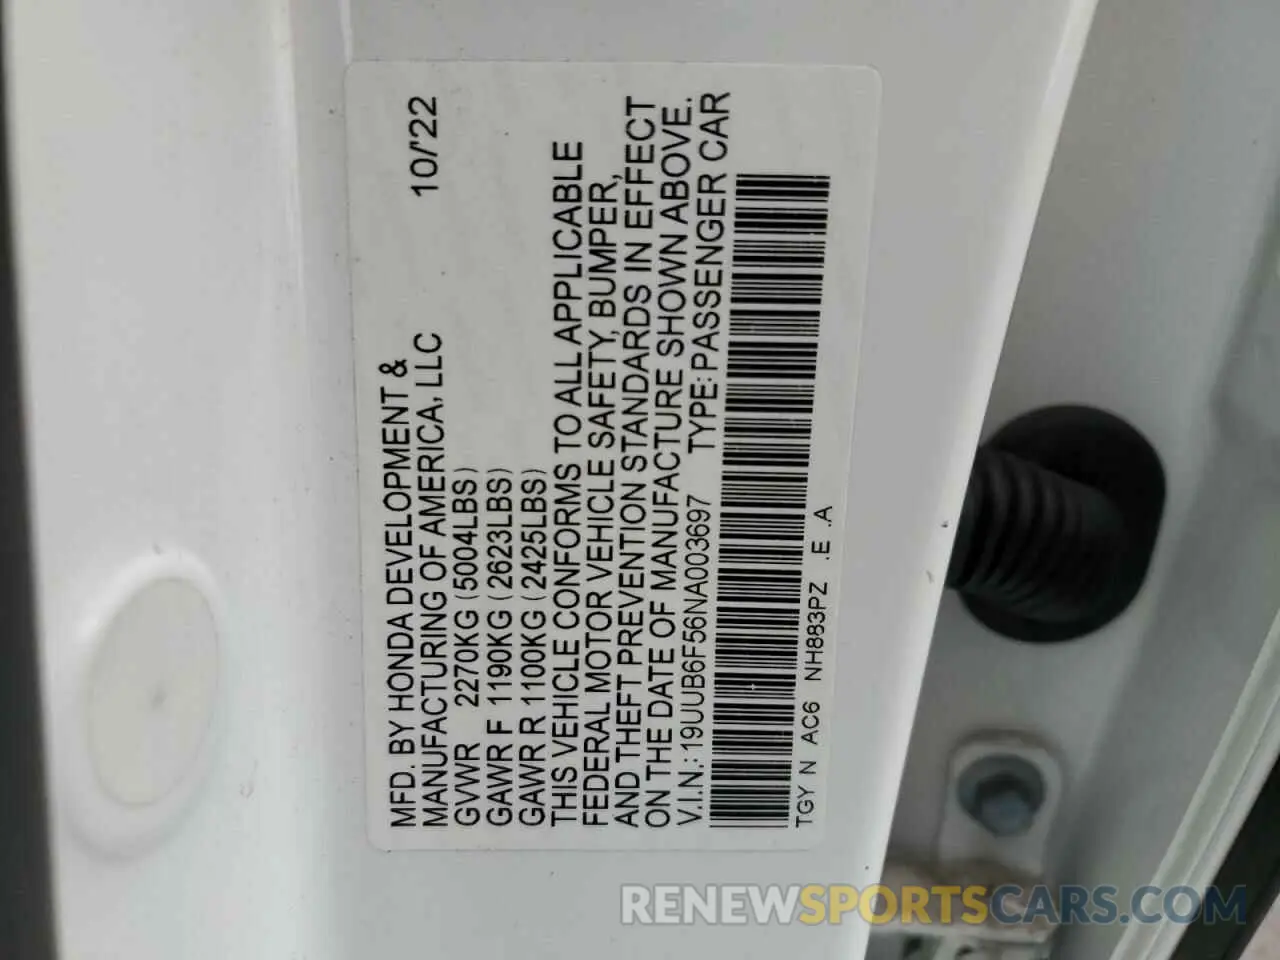 MFD. BY HONDA DEVELOPMENT &
MANUFACTURING OF AMERICA, LLC 10/'22
GVWR 2270KG (5004LBS)
GAWR F 1190KG (2623LBS)
GAWR R 1100KG (2425LBS)
THIS VEHICLE CONFORMS TO ALL APPLICABLE
FEDERAL MOTOR VEHICLE SAFETY, BUMPER,
AND THEFT PREVENTION STANDARDS IN EFFECT
ON THE DATE OF MANUFACTURE SHOWN ABOVE..
V.I.N.: 19UUB6F56NA003697 TYPE: PASSENGER CAR
TGY N AC6 NH883PZ .E .A
RENEWSPORTSCARS.COM